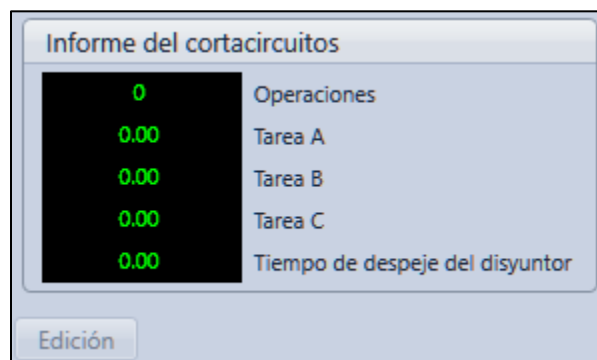 Informe del cortacircuitos
0 Operaciones
0.00 Tarea A
0.00 Tarea B
0.00 Tarea C
0.00 Tiempo de despeje del disyuntor
Edición